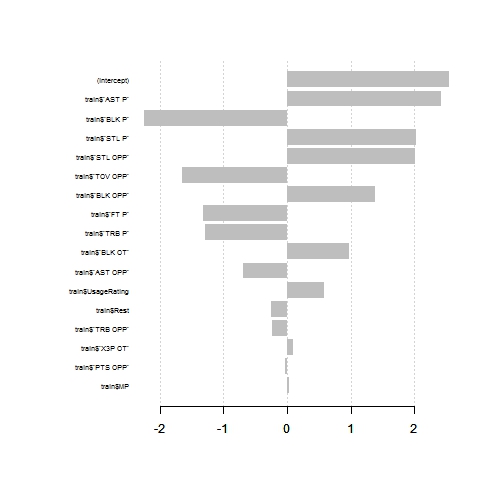 (Intercept)
train$`AST P`
train$`BLK P`
train$`STL P`
train$`STL OPP`
train$`TOV OPP`
train$`BLK OPP`
train$`FT P`
train$`TRB P`
train$`BLK OT`
train$`AST OPP`
train$UsageRating
train$Rest
train$`TRB OPP`
train$`X3P OT`
train$`PTS OPP`
train$MP
-2 -1 0 1 2